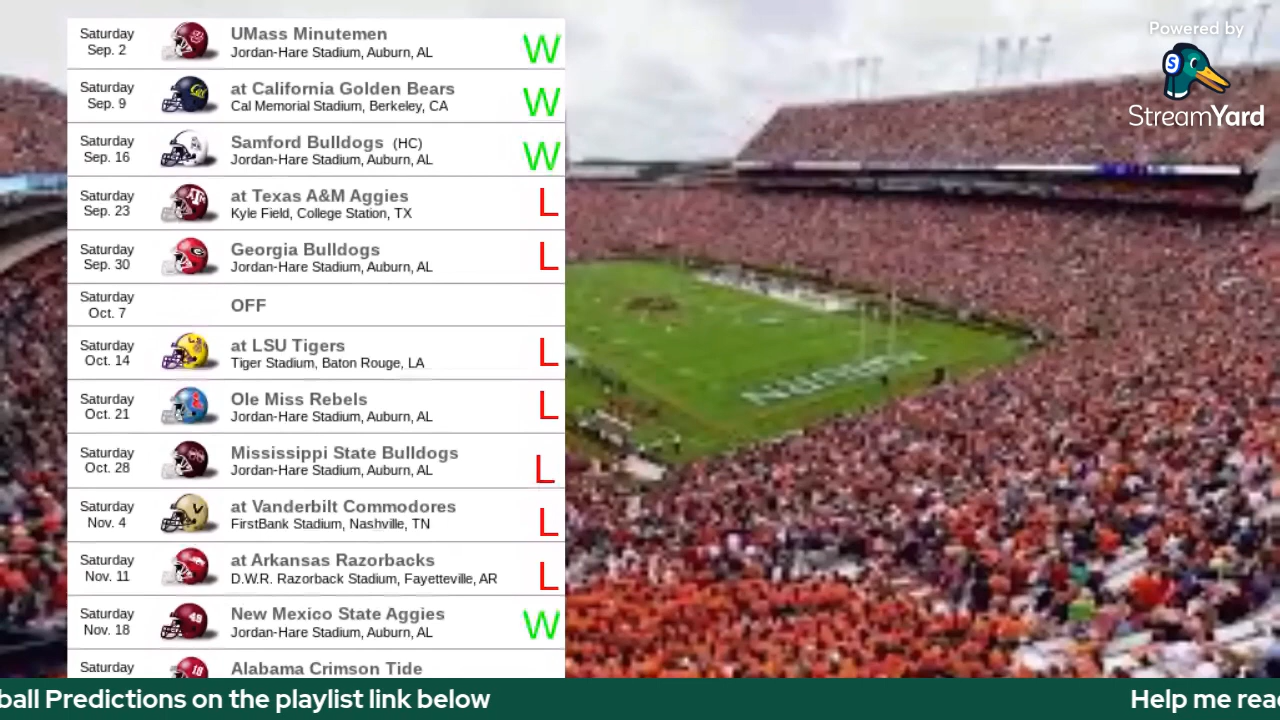 Powered by
StreamYard
Saturday
Sep. 2
UMass Minutemen
Jordan-Hare Stadium, Auburn, AL
W
Saturday
Sep. 9
at California Golden Bears
Cal Memorial Stadium, Berkeley, CA
W
Saturday
Sep. 16
Samford Bulldogs (HC)
Jordan-Hare Stadium, Auburn, AL
W
Saturday
Sep. 23
at Texas A&M Aggies
Kyle Field, College Station, TX
L
Saturday
Sep. 30
Georgia Bulldogs
Jordan-Hare Stadium, Auburn, AL
L
Saturday
Oct. 7
OFF
Saturday
Oct. 14
at LSU Tigers
Tiger Stadium, Baton Rouge, LA
L
Saturday
Oct. 21
Ole Miss Rebels
Jordan-Hare Stadium, Auburn, AL
L
Saturday
Oct. 28
Mississippi State Bulldogs
Jordan-Hare Stadium, Auburn, AL
L
Saturday
Nov. 4
at Vanderbilt Commodores
FirstBank Stadium, Nashville, TN
L
Saturday
Nov. 11
at Arkansas Razorbacks
D.W.R. Razorback Stadium, Fayetteville, AR
L
Saturday
Nov. 18
New Mexico State Aggies
Jordan-Hare Stadium, Auburn, AL
W
Saturday
Alabama Crimson Tide
AUBURN
ball Predictions on the playlist link below
Help me read